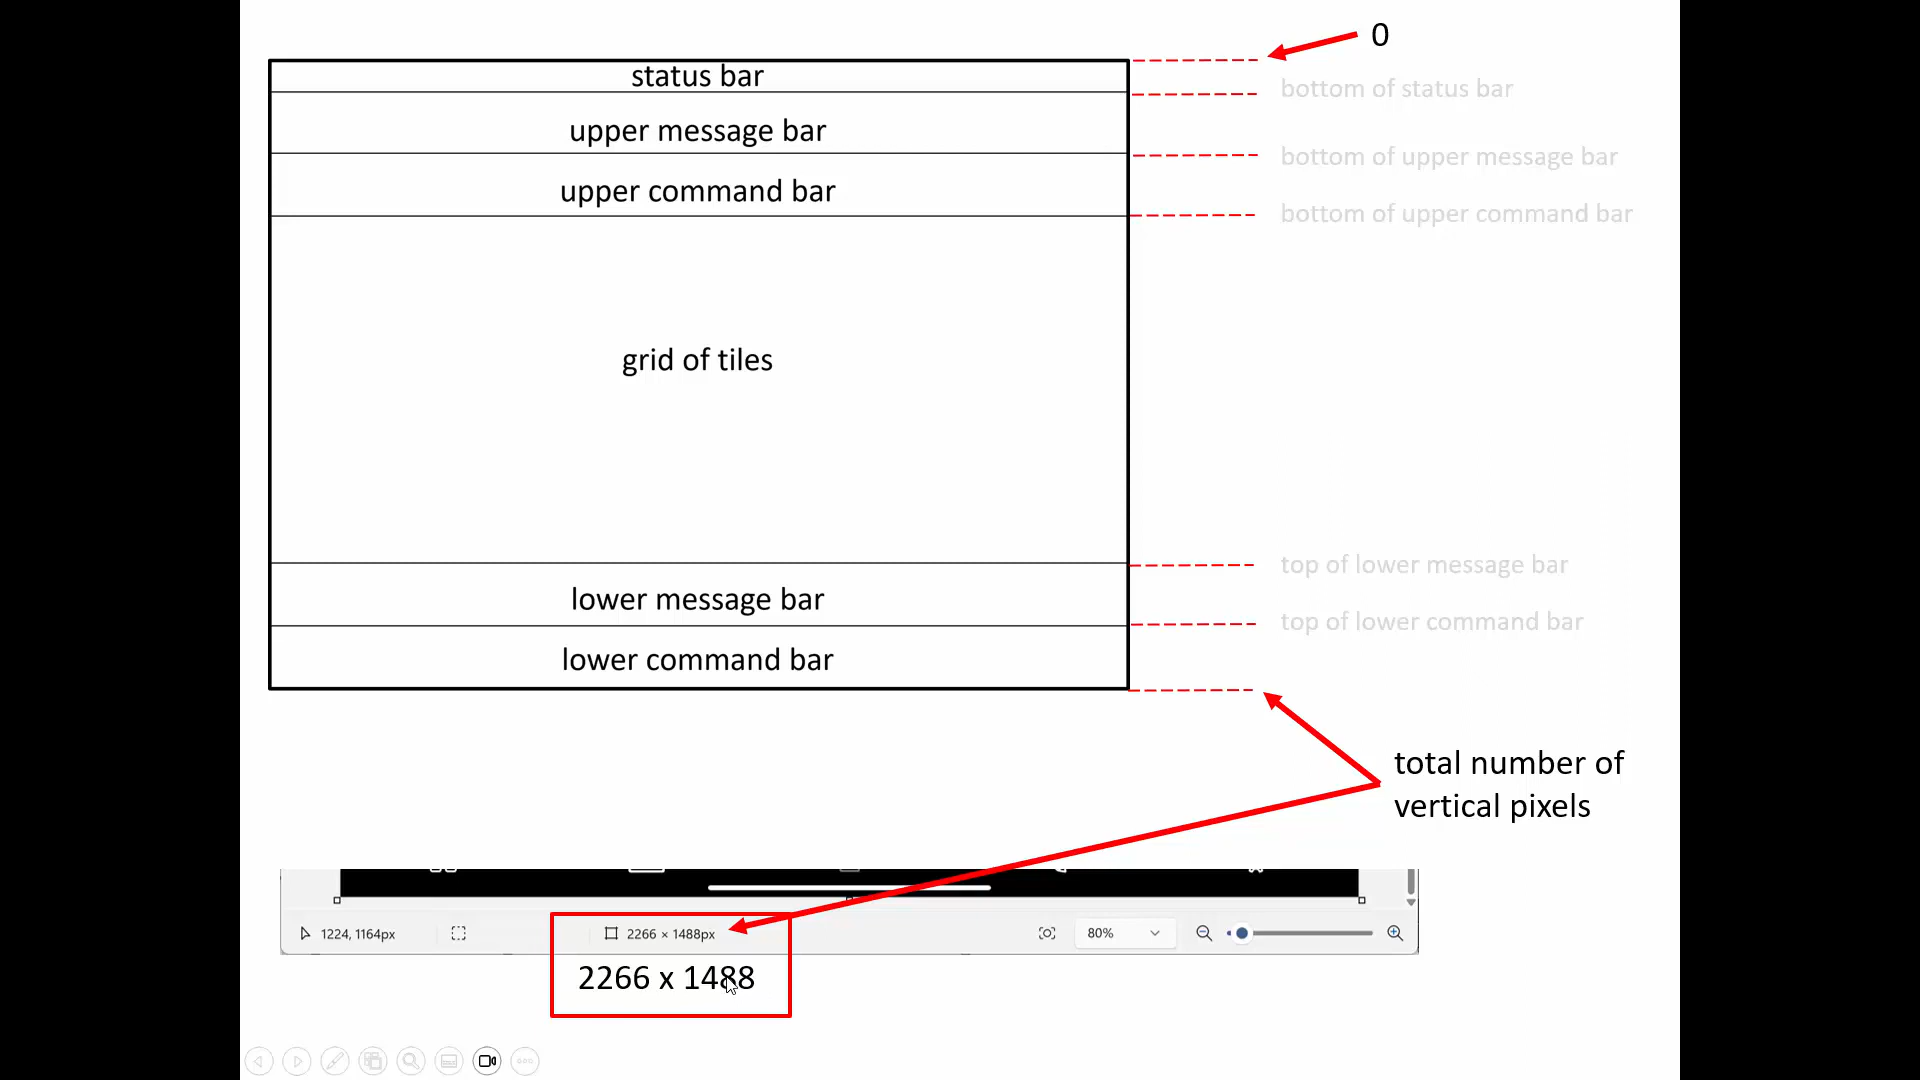 0
status bar
bottom of status bar
upper message bar
bottom of upper message bar
upper command bar
bottom of upper command bar
grid of tiles
top of lower message bar
lower message bar
top of lower command bar
lower command bar
total number of
vertical pixels
1224, 1164px
2266 × 1488px
80%
2266 x 1488